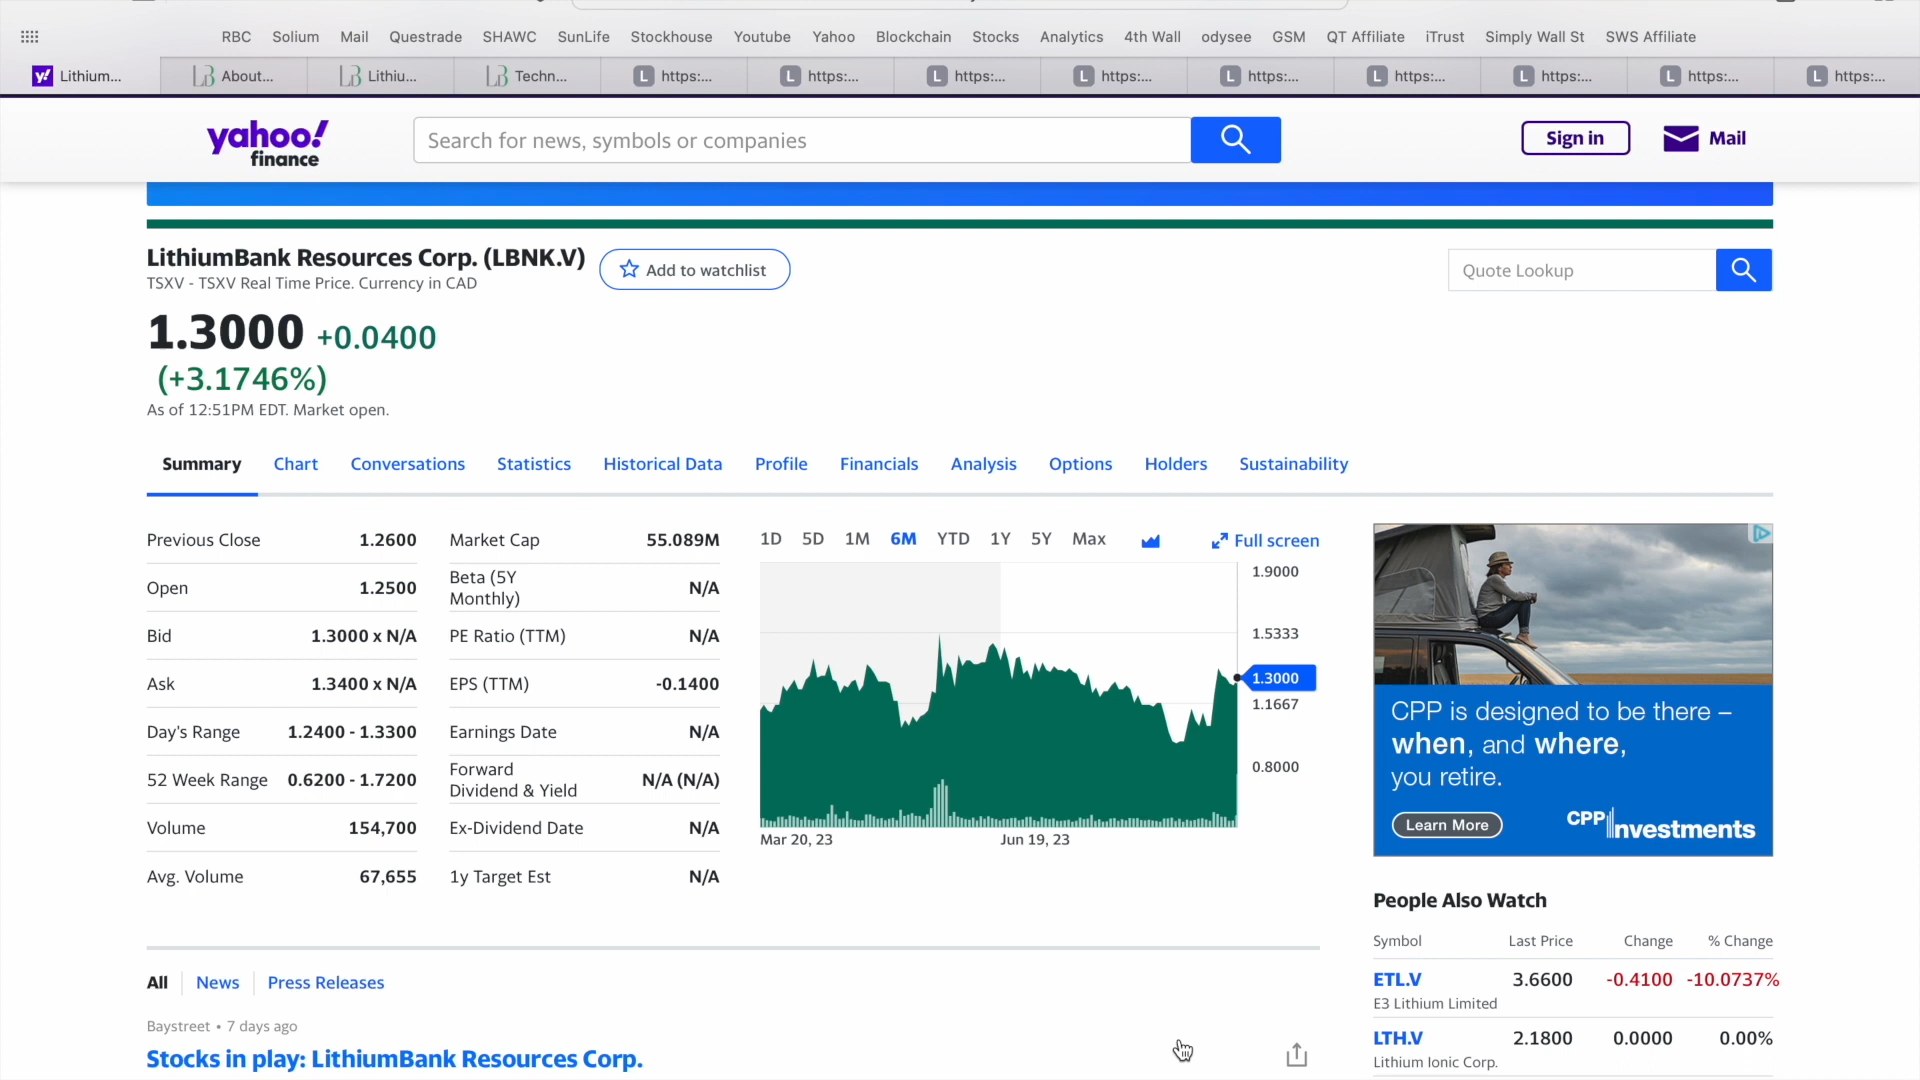 RBC Solium Mail Questrade SHAWC SunLife Stockhouse Youtube Yahoo Blockchain Stocks Analytics 4th Wall odysee GSM QT Affiliate iTrust Simply Wall St SWS Affiliate
y! Lithium... LB About... LB Lithiu... LB Techn... L https:... L https:... L https:... L https:... L https:... L https:... L https:... L https:... L https:...
yahoo!
finance
Search for news, symbols or companies
Sign in
Mail
LithiumBank Resources Corp. (LBNK.V)
TSXV - TSXV Real Time Price. Currency in CAD
Add to watchlist
Quote Lookup
1.3000 +0.0400
(+3.1746%)
As of 12:51PM EDT. Market open.
Summary Chart Conversations Statistics Historical Data Profile Financials Analysis Options Holders Sustainability
Previous Close 1.2600
Open 1.2500
Bid 1.3000 x N/A
Ask 1.3400 x N/A
Day's Range 1.2400 - 1.3300
52 Week Range 0.6200 - 1.7200
Volume 154,700
Avg. Volume 67,655
Market Cap 55.089M
Beta (5Y
Monthly) N/A
PE Ratio (TTM) N/A
EPS (TTM) -0.1400
Earnings Date N/A
Forward
Dividend & Yield N/A (N/A)
Ex-Dividend Date N/A
1y Target Est N/A
1D 5D 1M 6M YTD 1Y 5Y Max
Full screen
1.9000
1.5333
1.3000
1.1667
0.8000
Mar 20, 23 Jun 19, 23
CPP is designed to be there –
when, and where,
you retire.
Learn More
CPP Investments
People Also Watch
Symbol Last Price Change % Change
ETL.V 3.6600 -0.4100 -10.0737%
E3 Lithium Limited
LTH.V 2.1800 0.0000 0.00%
Lithium Ionic Corp.
All News Press Releases
Baystreet • 7 days ago
Stocks in play: LithiumBank Resources Corp.